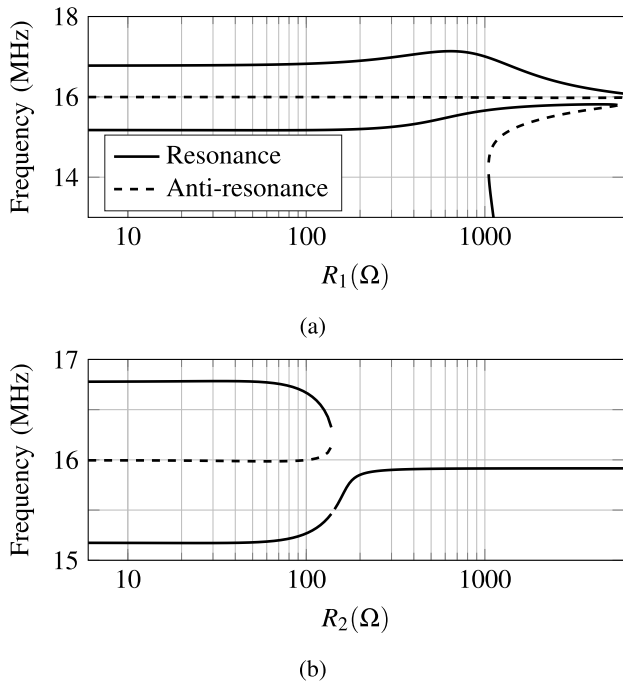 18
16
14
Frequency (MHz)
Resonance
Anti-resonance
10 100 1000
R₁(Ω)
(a)
17
16
15
Frequency (MHz)
10 100 1000
R₂(Ω)
(b)